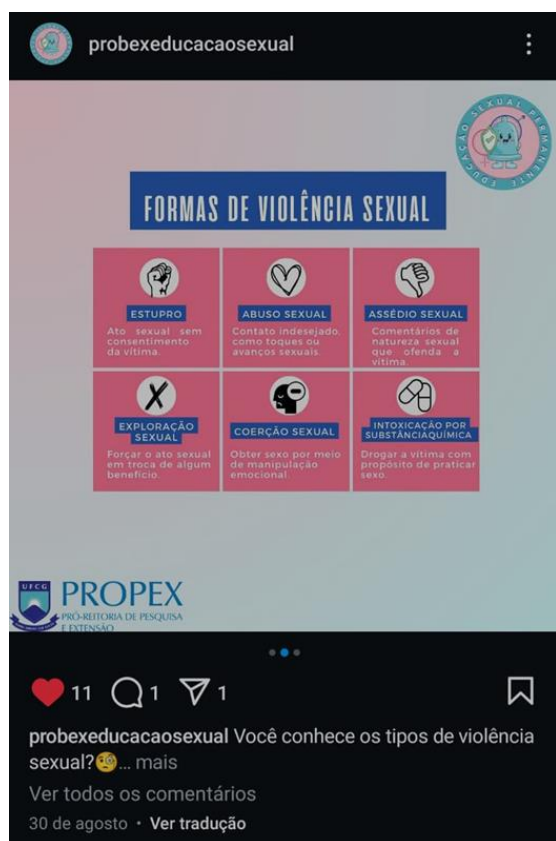 probexeducacaosexual
EDUCAÇÃO SEXUAL PERMANENTE
FORMAS DE VIOLÊNCIA SEXUAL
ESTUPRO
Ato sexual sem
consentimento
da vítima.
ABUSO SEXUAL
Contato indesejado,
como toques ou
avanços sexuais.
ASSÉDIO SEXUAL
Comentários de
natureza sexual
que ofenda a
vítima.
EXPLORAÇÃO
SEXUAL
Forçar o ato sexual
em troca de algum
benefício.
COERÇÃO SEXUAL
Obter sexo por meio
de manipulação
emocional.
INTOXICAÇÃO POR
SUBSTÂNCIAQUÍMICA
Drogar a vítima com
propósito de praticar
sexo.
UFCG
PROPEX
PRÓ-REITORIA DE PESQUISA
E EXTENSÃO
11 1 1
probexeducacaosexual Você conhece os tipos de violência
sexual?🧐... mais
Ver todos os comentários
30 de agosto • Ver tradução